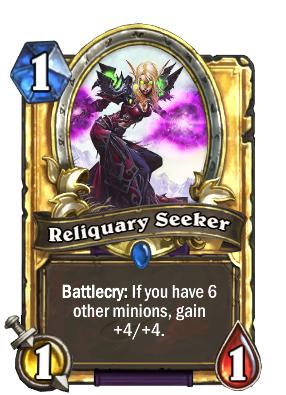 1
Reliquary Seeker
Battlecry: If you have 6
other minions, gain
+4/+4.
1
1